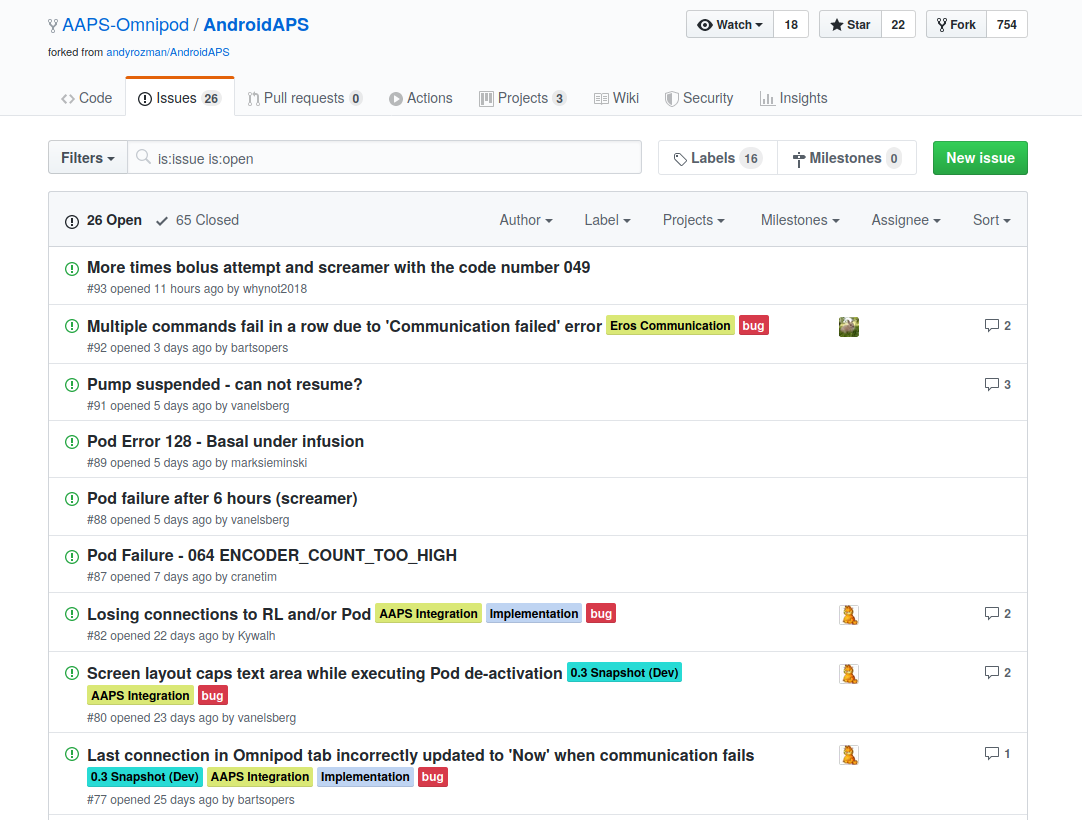 AAPS-Omnipod / AndroidAPS
Watch 18 Star 22 Fork 754
forked from andyrozman/AndroidAPS
Code Issues 26 Pull requests 0 Actions Projects 3 Wiki Security Insights
Filters is:issue is:open Labels 16 Milestones 0 New issue
26 Open 65 Closed Author Label Projects Milestones Assignee Sort
More times bolus attempt and screamer with the code number 049
#93 opened 11 hours ago by whynot2018
Multiple commands fail in a row due to 'Communication failed' error Eros Communication bug 2
#92 opened 3 days ago by bartsopers
Pump suspended - can not resume? 3
#91 opened 5 days ago by vanelsberg
Pod Error 128 - Basal under infusion
#89 opened 5 days ago by marksieminski
Pod failure after 6 hours (screamer)
#88 opened 5 days ago by vanelsberg
Pod Failure - 064 ENCODER_COUNT_TOO_HIGH
#87 opened 7 days ago by cranetim
Losing connections to RL and/or Pod AAPS Integration Implementation bug 2
#82 opened 22 days ago by Kywalh
Screen layout caps text area while executing Pod de-activation 0.3 Snapshot (Dev) 2
AAPS Integration bug
#80 opened 23 days ago by vanelsberg
Last connection in Omnipod tab incorrectly updated to 'Now' when communication fails 1
0.3 Snapshot (Dev) AAPS Integration Implementation bug
#77 opened 25 days ago by bartsopers